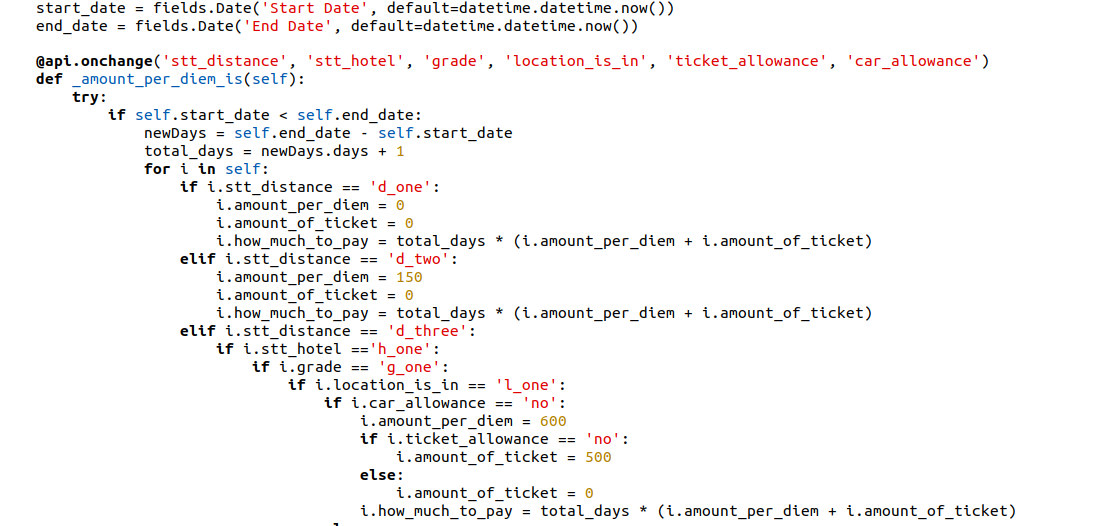 start_date = fields.Date('Start Date', default=datetime.datetime.now())
end_date = fields.Date('End Date', default=datetime.datetime.now())

@api.onchange('stt_distance', 'stt_hotel', 'grade', 'location_is_in', 'ticket_allowance', 'car_allowance')
def _amount_per_diem_is(self):
    try:
        if self.start_date < self.end_date:
            newDays = self.end_date - self.start_date
            total_days = newDays.days + 1
            for i in self:
                if i.stt_distance == 'd_one':
                    i.amount_per_diem = 0
                    i.amount_of_ticket = 0
                    i.how_much_to_pay = total_days * (i.amount_per_diem + i.amount_of_ticket)
                elif i.stt_distance == 'd_two':
                    i.amount_per_diem = 150
                    i.amount_of_ticket = 0
                    i.how_much_to_pay = total_days * (i.amount_per_diem + i.amount_of_ticket)
                elif i.stt_distance == 'd_three':
                    if i.stt_hotel =='h_one':
                        if i.grade == 'g_one':
                            if i.location_is_in == 'l_one':
                                if i.car_allowance == 'no':
                                    i.amount_per_diem = 600
                                    if i.ticket_allowance == 'no':
                                        i.amount_of_ticket = 500
                                    else:
                                        i.amount_of_ticket = 0
                                    i.how_much_to_pay = total_days * (i.amount_per_diem + i.amount_of_ticket)